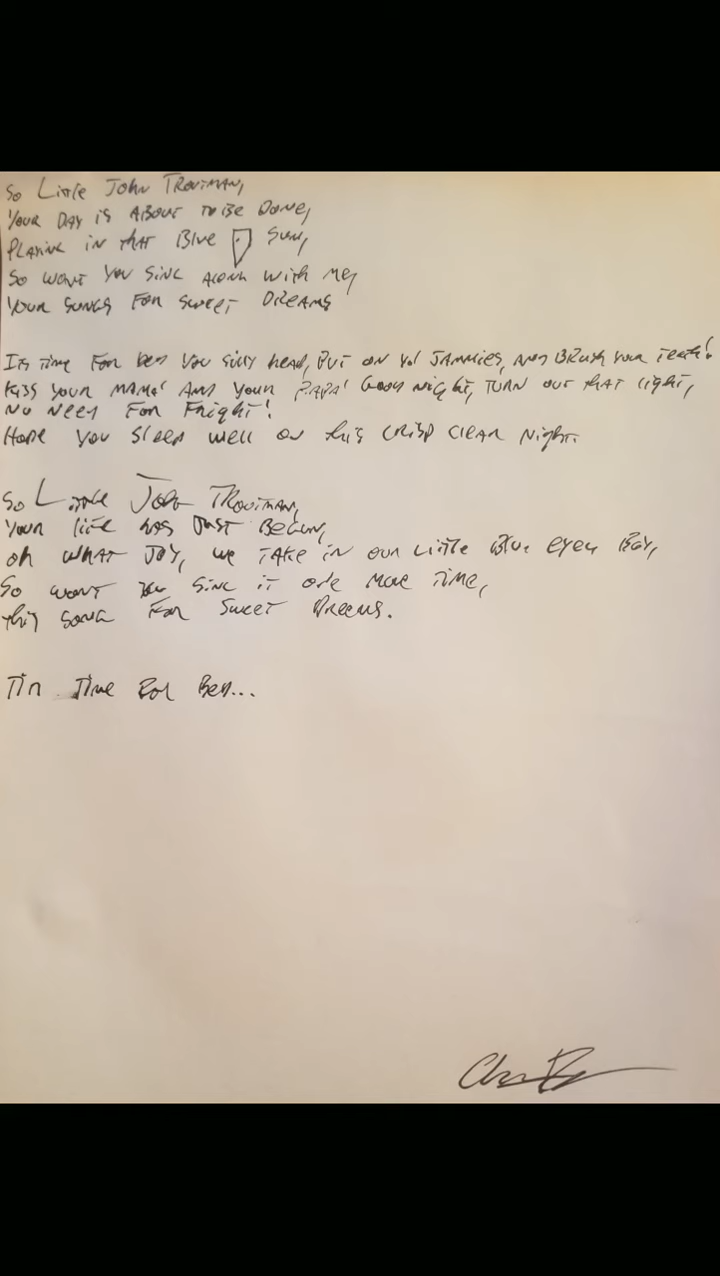 So Little John Troutman,
Your Day is About to be Done,
Playing in that Blue Sun,
So wont you sing along with me,
Your songs for sweet Dreams
Its time for bed you silly head, Put on yo' Jammies, and Brush your Teeth!
Kiss your mama' and your Papa' Good night, turn out that light,
No need for Fright!
Hope you sleep well on this crisp clear night.
So Little John Troutman,
Your life has Just Begun,
oh what Joy, we take in our little blue eyed Boy,
So wont you sing it one more time,
this song for sweet Dreams.
Time for Bed...